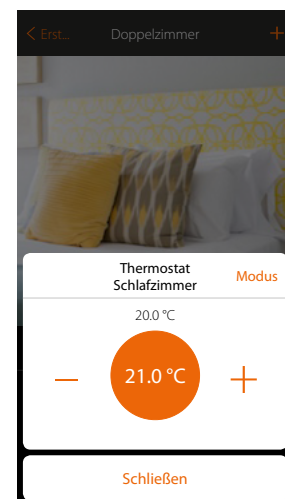 < Erst... Doppelzimmer +
Thermostat
Schlafzimmer
Modus
20.0 °C
— 21.0 °C +
Schließen